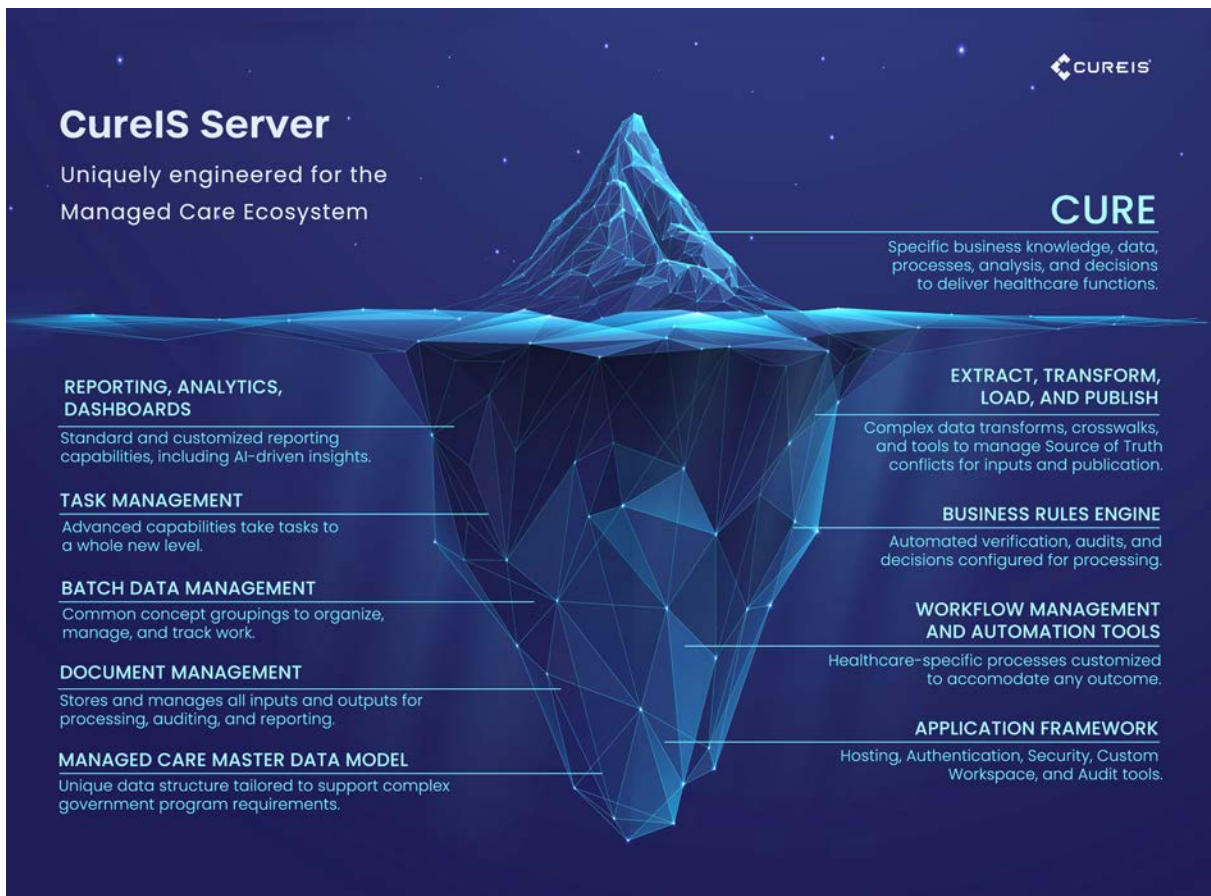 CUREIS
CureIS Server
Uniquely engineered for the
Managed Care Ecosystem
CURE
Specific business knowledge, data,
processes, analysis, and decisions
to deliver healthcare functions.
REPORTING, ANALYTICS,
DASHBOARDS
Standard and customized reporting
capabilities, including AI-driven insights.
TASK MANAGEMENT
Advanced capabilities take tasks to
a whole new level.
BATCH DATA MANAGEMENT
Common concept groupings to organize,
manage, and track work.
DOCUMENT MANAGEMENT
Stores and manages all inputs and outputs for
processing, auditing, and reporting.
MANAGED CARE MASTER DATA MODEL
Unique data structure tailored to support complex
government program requirements.
EXTRACT, TRANSFORM,
LOAD, AND PUBLISH
Complex data transforms, crosswalks,
and tools to manage Source of Truth
conflicts for inputs and publication.
BUSINESS RULES ENGINE
Automated verification, audits, and
decisions configured for processing.
WORKFLOW MANAGEMENT
AND AUTOMATION TOOLS
Healthcare-specific processes customized
to accomodate any outcome.
APPLICATION FRAMEWORK
Hosting, Authentication, Security, Custom
Workspace, and Audit tools.